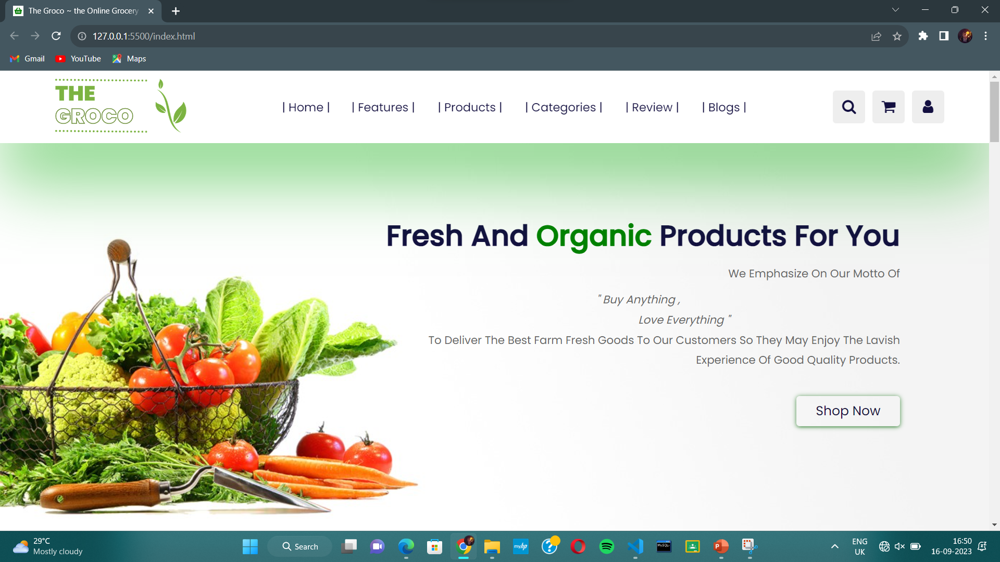 The Groco ~ the Online Grocery
127.0.0.1:5500/index.html
Gmail YouTube Maps
THE
GROCO
| Home | | Features | | Products | | Categories | | Review | | Blogs |
Fresh And Organic Products For You
We Emphasize On Our Motto Of
" Buy Anything ,
Love Everything "
To Deliver The Best Farm Fresh Goods To Our Customers So They May Enjoy The Lavish
Experience Of Good Quality Products.
Shop Now
29°C
Mostly cloudy
Search
myhp
MySQL
ENG
UK
16:50
16-09-2023